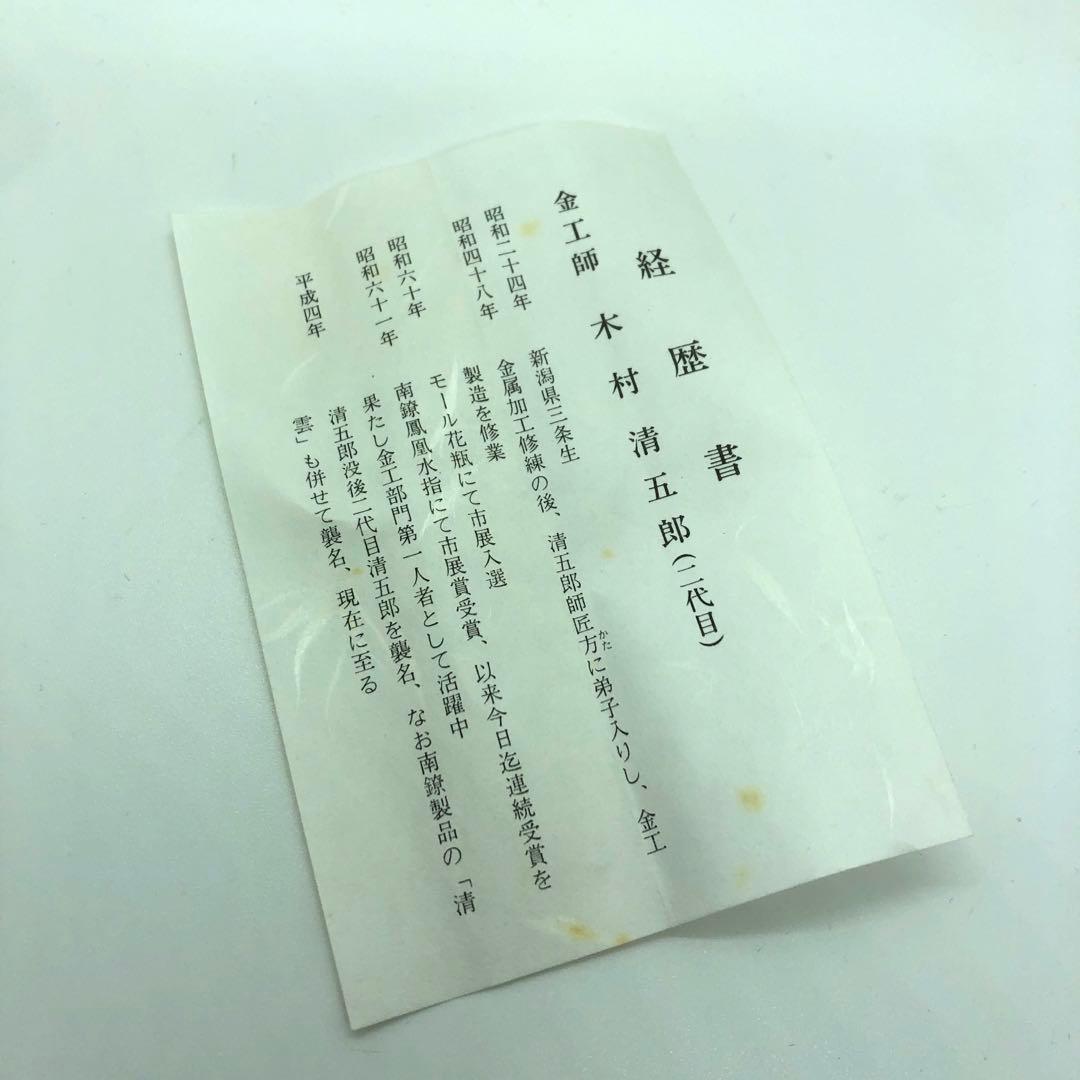 経歴書
金工師 木村清五郎(二代目)
昭和二十四年 新潟県三条生
昭和四十八年 金属加工修練の後、清五郎師匠方かたに弟子入りし、金工
製造を修業
昭和六十年 モール花瓶にて市展入選
昭和六十一年 南鐐鳳凰水指にて市展賞受賞、以来今日迄連続受賞を
果たし金工部門第一人者として活躍中
平成四年 清五郎没後二代目清五郎を襲名、なお南鐐製品の「清
雲」も併せて襲名、現在に至る